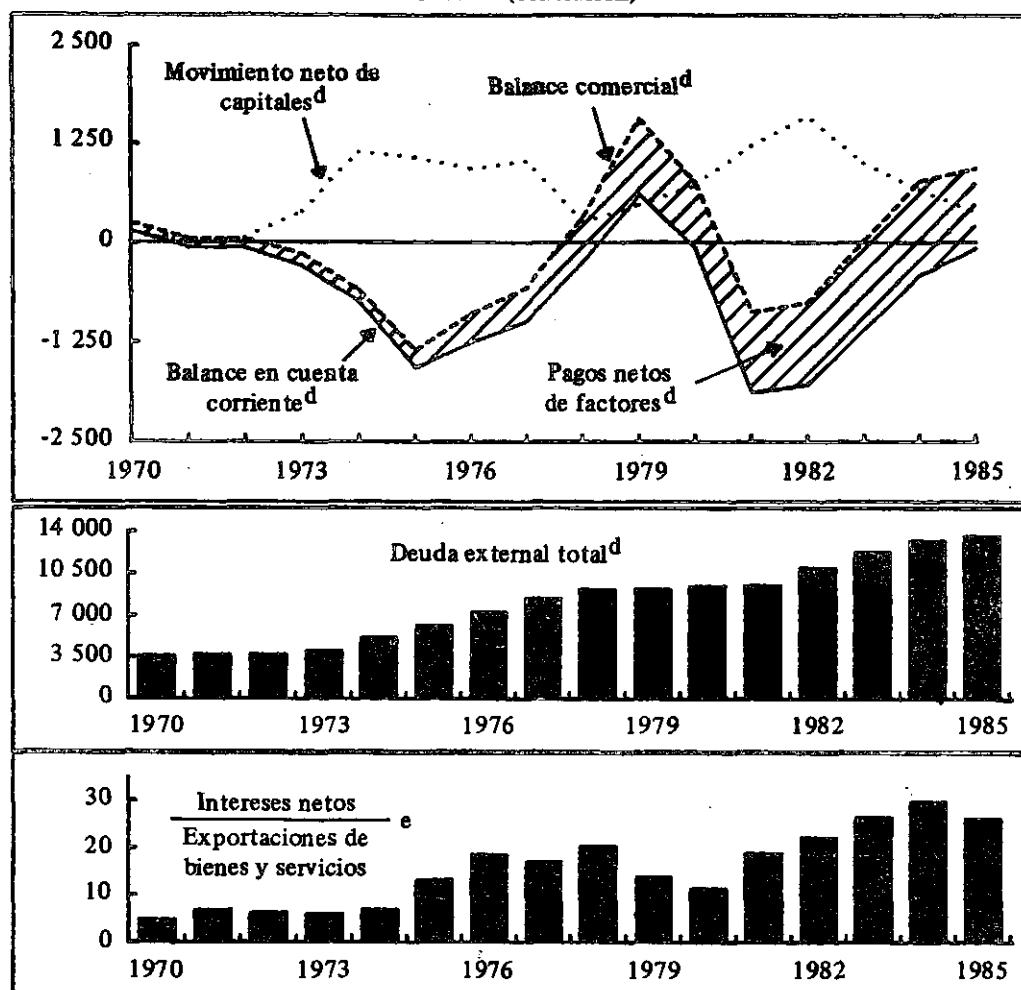 2 500
Movimiento neto de
capitales d
Balance comercial d
1 250
0
-1 250
Balance en cuenta
corriente d
Pagos netos
de factores d
-2 500
1970 1973 1976 1979 1982 1985
14 000
Deuda external total d
10 500
7 000
3 500
0
1970 1973 1976 1979 1982 1985
30
Intereses netos
e
Exportaciones de
bienes y servicios
20
10
0
1970 1973 1976 1979 1982 1985